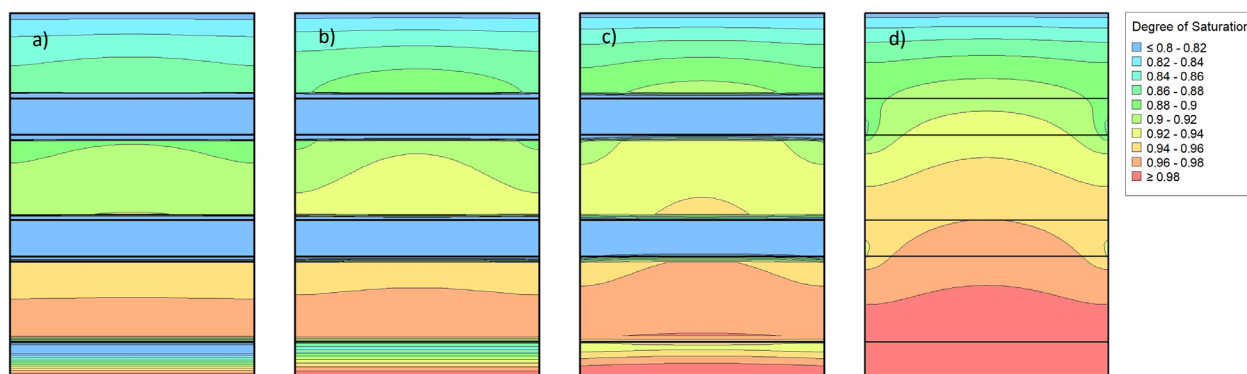 a)
b)
c)
d)
Degree of Saturation
≤ 0.8 - 0.82
0.82 - 0.84
0.84 - 0.86
0.86 - 0.88
0.88 - 0.9
0.9 - 0.92
0.92 - 0.94
0.94 - 0.96
0.96 - 0.98
≥ 0.98